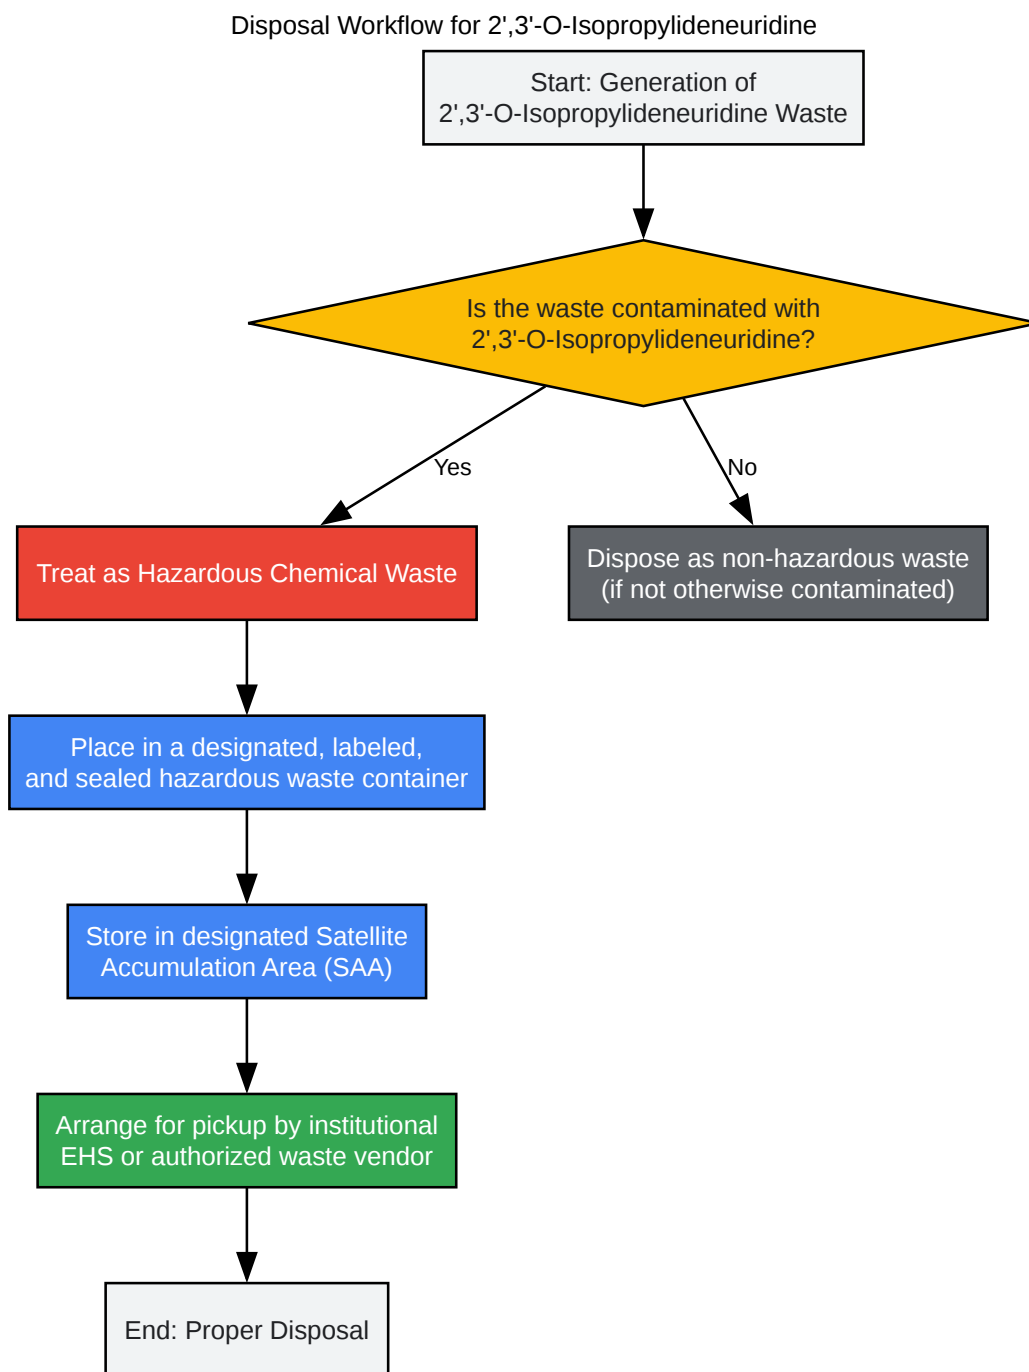 Disposal Workflow for 2',3'-O-Isopropylideneuridine
Start: Generation of
2',3'-O-Isopropylideneuridine Waste
Is the waste contaminated with
2',3'-O-Isopropylideneuridine?
Yes
No
Treat as Hazardous Chemical Waste
Dispose as non-hazardous waste
(if not otherwise contaminated)
Place in a designated, labeled,
and sealed hazardous waste container
Store in designated Satellite
Accumulation Area (SAA)
Arrange for pickup by institutional
EHS or authorized waste vendor
End: Proper Disposal